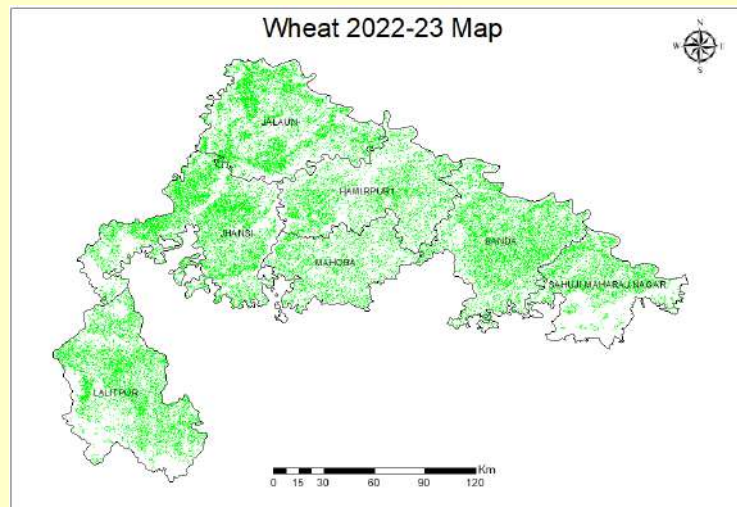 Wheat 2022-23 Map
N
W E
S
JALAUN
HAMIRPUR
JHANSI
BANDA
MAHOBA
SAHUJI MAHARAJ NAGAR
LALITPUR
Km
0 15 30 60 90 120